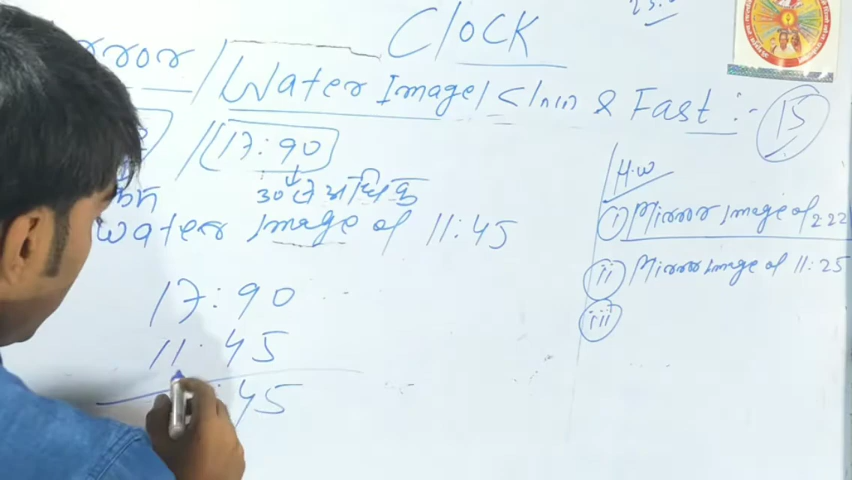 Clock
/ Water Image / Slow & Fast :- 15
/ 17:90
30 से अधिक
water Image of 11:45
17:90
11:45
:45
H.w
i Mirror Image of 2:22
ii Mirror Image of 11:25
iii